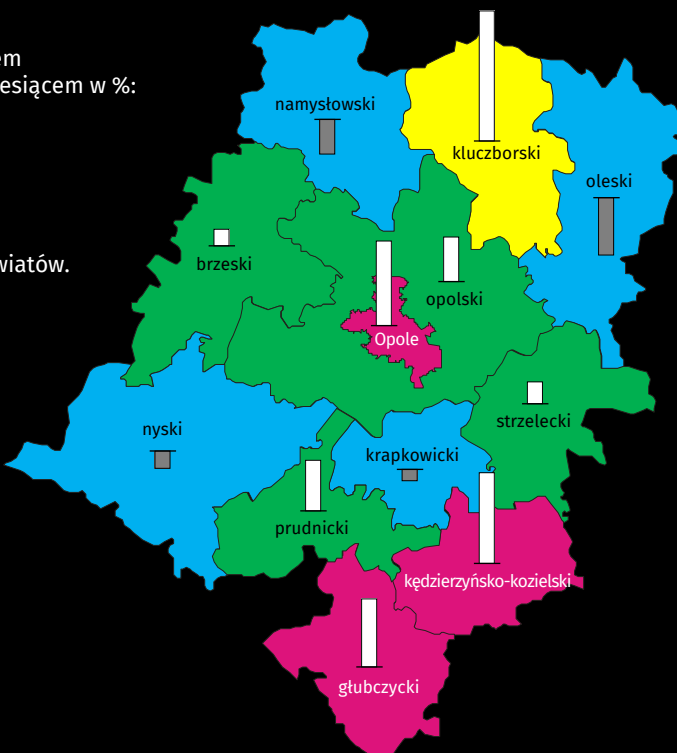 em
esiącem w %:
wiatów.
namysłowski
kluczborski
oleski
brzeski
opolski
Opole
strzelecki
nyski
krapkowicki
prudnicki
kędzierzyńsko-kozielski
głubczycki